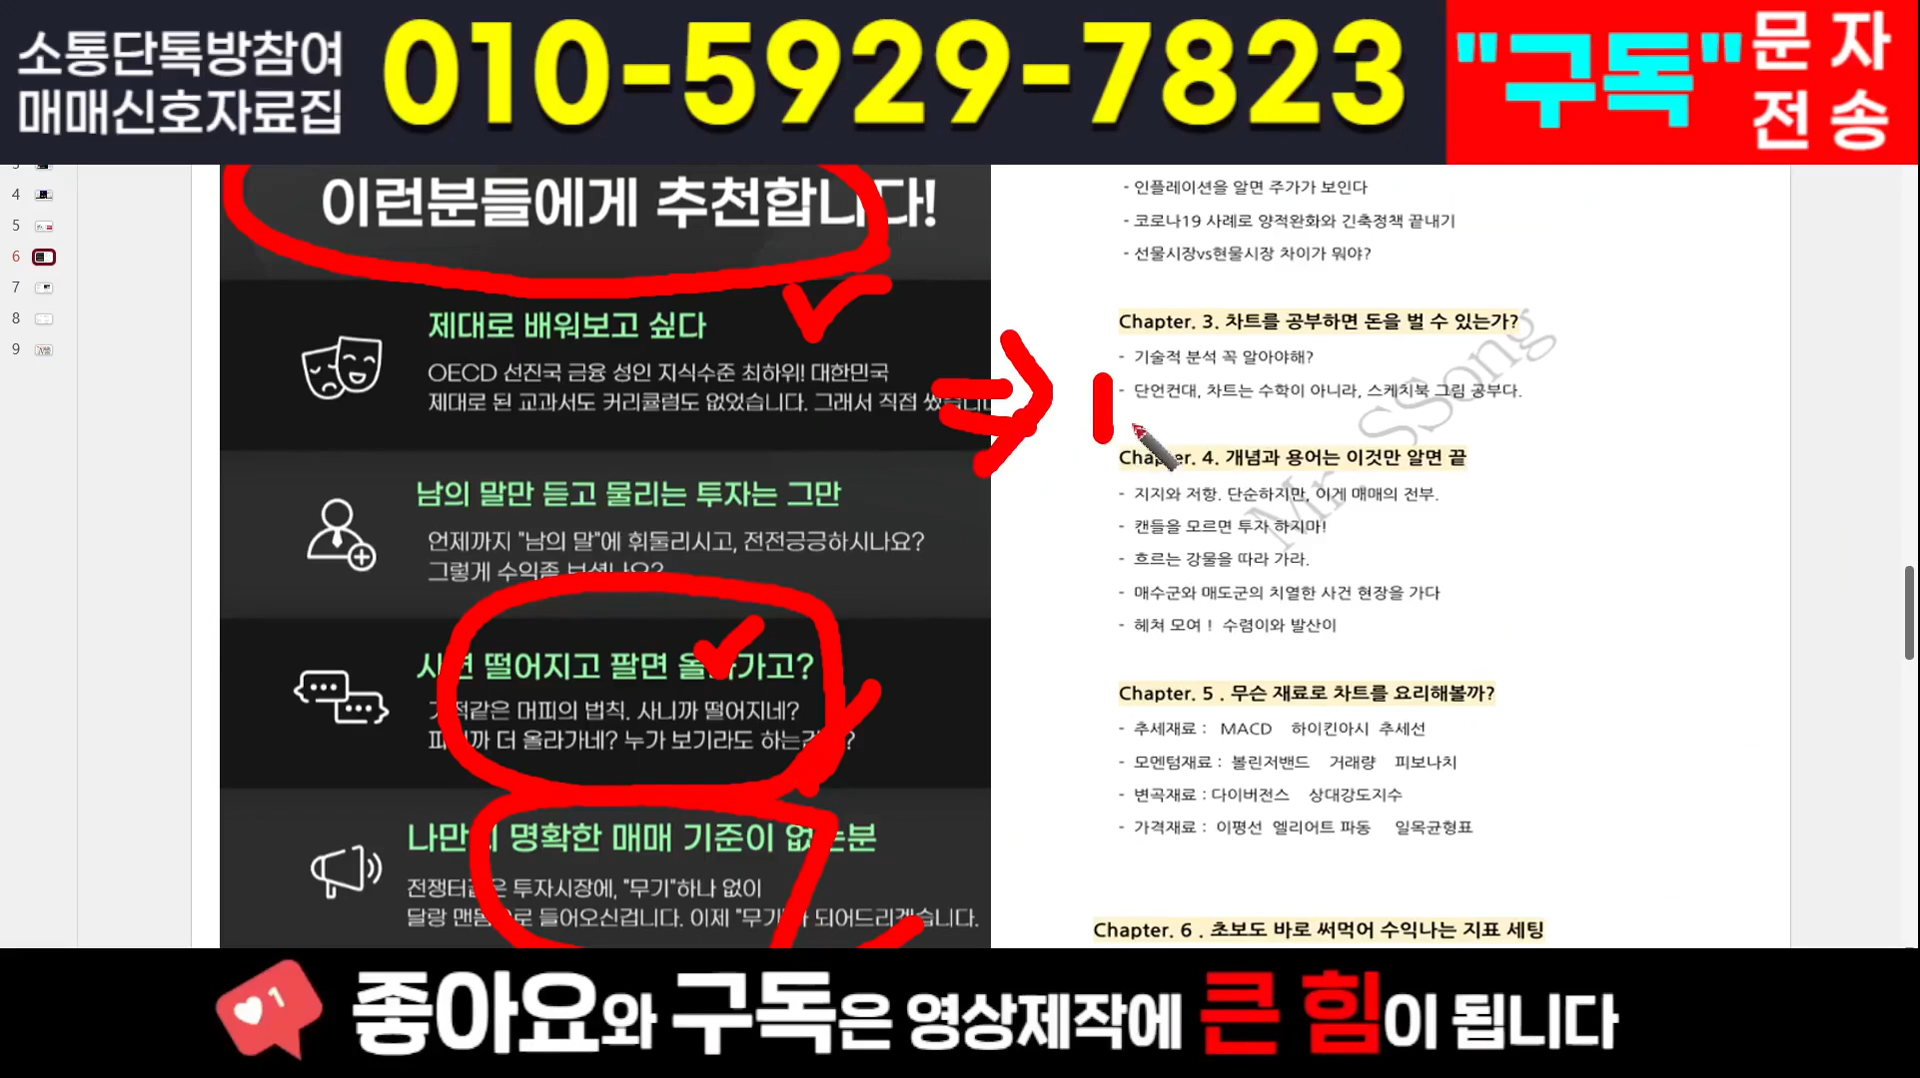 소통단톡방참여
매매신호자료집
010-5929-7823
"구독"
문자
전송
4
5
6
7
8
9
이런분들에게 추천합니다!
제대로 배워보고 싶다
OECD 선진국 금융 성인 지식수준 최하위! 대한민국
제대로 된 교과서도 커리큘럼도 없었습니다. 그래서 직접
남의 말만 듣고 물리는 투자는 그만
언제까지 "남의 말"에 휘둘리시고, 전전긍긍하시나요?
그렇게 수익좀 보셨나요?
떨어지고 팔면
머피의 법칙. 사니까 떨어지네?
더 올라가네? 누가 보기라도
명확한 매매 기준이
투자시장에, "무기"하나 없이
달랑 들어오신겁니다. 이제 되어드리겠습니다.
- 인플레이션을 알면 주가가 보인다
- 코로나19 사례로 양적완화와 긴축정책 끝내기
- 선물시장vs현물시장 차이가 뭐야?
Chapter. 3. 차트를 공부하면 돈을 벌 수 있는가?
- 기술적 분석 꼭 알아야해?
- 단언컨대, 차트는 수학이 아니라, 스케치북 그림 공부다.
Chapter. 4. 개념과 용어는 이것만 알면 끝
- 지지와 저항. 단순하지만, 이게 매매의 전부.
- 캔들을 모르면 투자 하지마!
- 흐르는 강물을 따라 가라.
- 매수군와 매도군의 치열한 사건 현장을 가다
- 헤쳐 모여 ! 수렴이와 발산이
Chapter. 5 . 무슨 재료로 차트를 요리해볼까?
- 추세재료 : MACD 하이킨아시 추세선
- 모멘텀재료 : 볼린저밴드 거래량 피보나치
- 변곡재료 : 다이버전스 상대강도지수
- 가격재료 : 이평선 엘리어트 파동 일목균형표
Chapter. 6 . 초보도 바로 써먹어 수익나는 지표 세팅
Mr. SSong
1
좋아요와 구독은 영상제작에 큰 힘이 됩니다